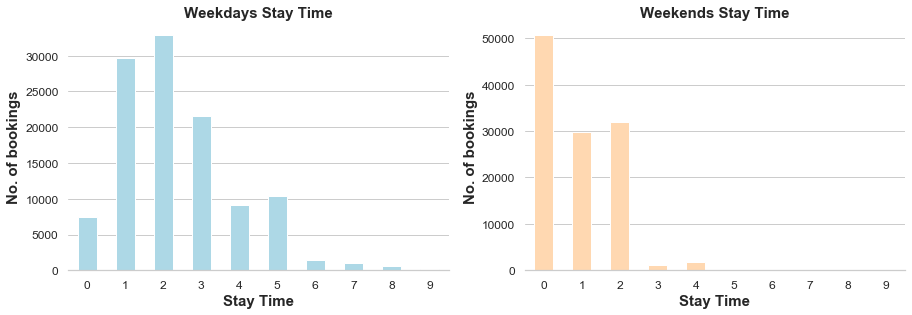 Weekdays Stay Time
No. of bookings
30000
25000
20000
15000
10000
5000
0
0 1 2 3 4 5 6 7 8 9
Stay Time
Weekends Stay Time
No. of bookings
50000
40000
30000
20000
10000
0
0 1 2 3 4 5 6 7 8 9
Stay Time